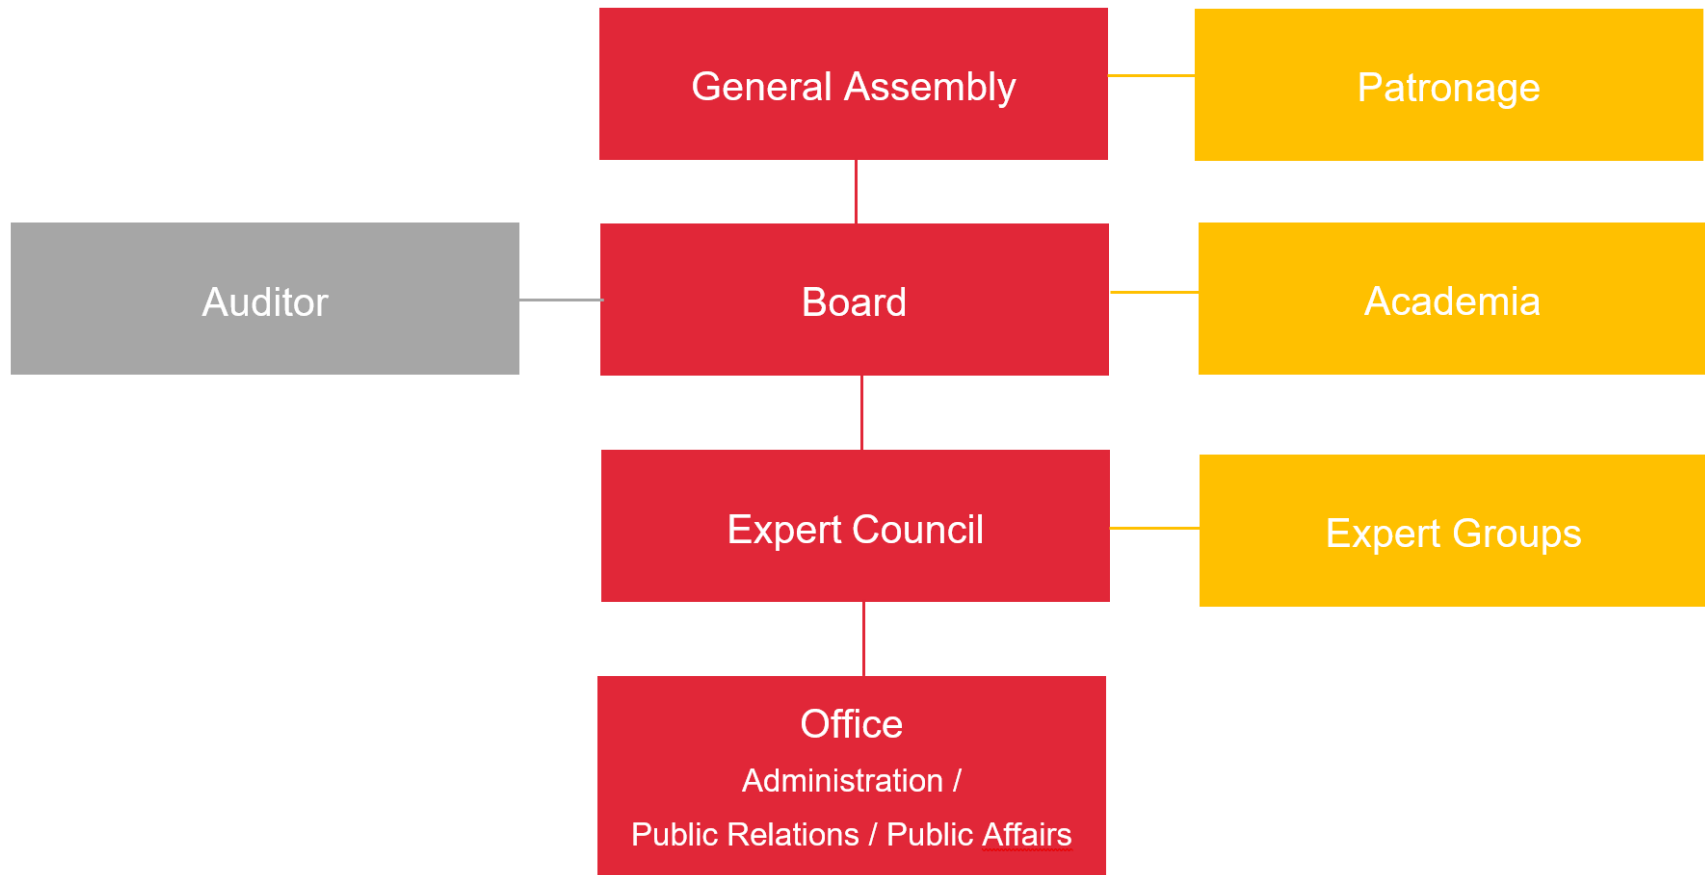 General Assembly
Patronage
Auditor
Board
Academia
Expert Council
Expert Groups
Office
Administration /
Public Relations / Public Affairs